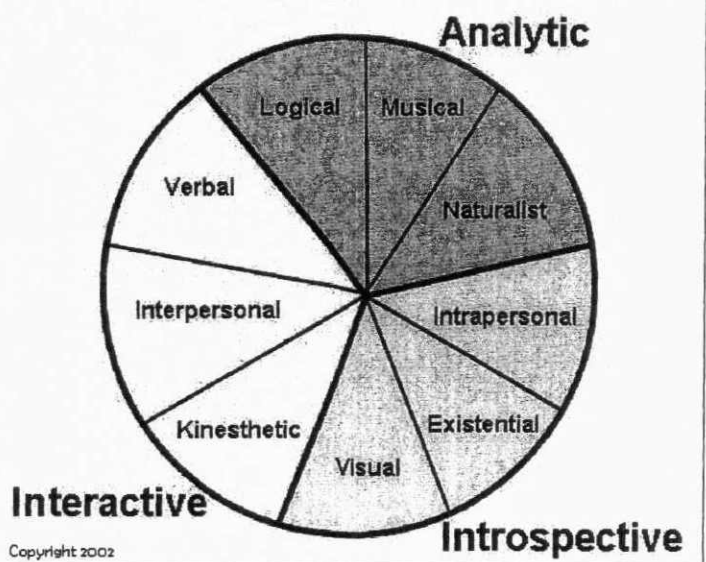 Analytic
Logical
Musical
Naturalist
Verbal
Interpersonal
Intrapersonal
Kinesthetic
Visual
Existential
Interactive
Introspective
Copyright 2002